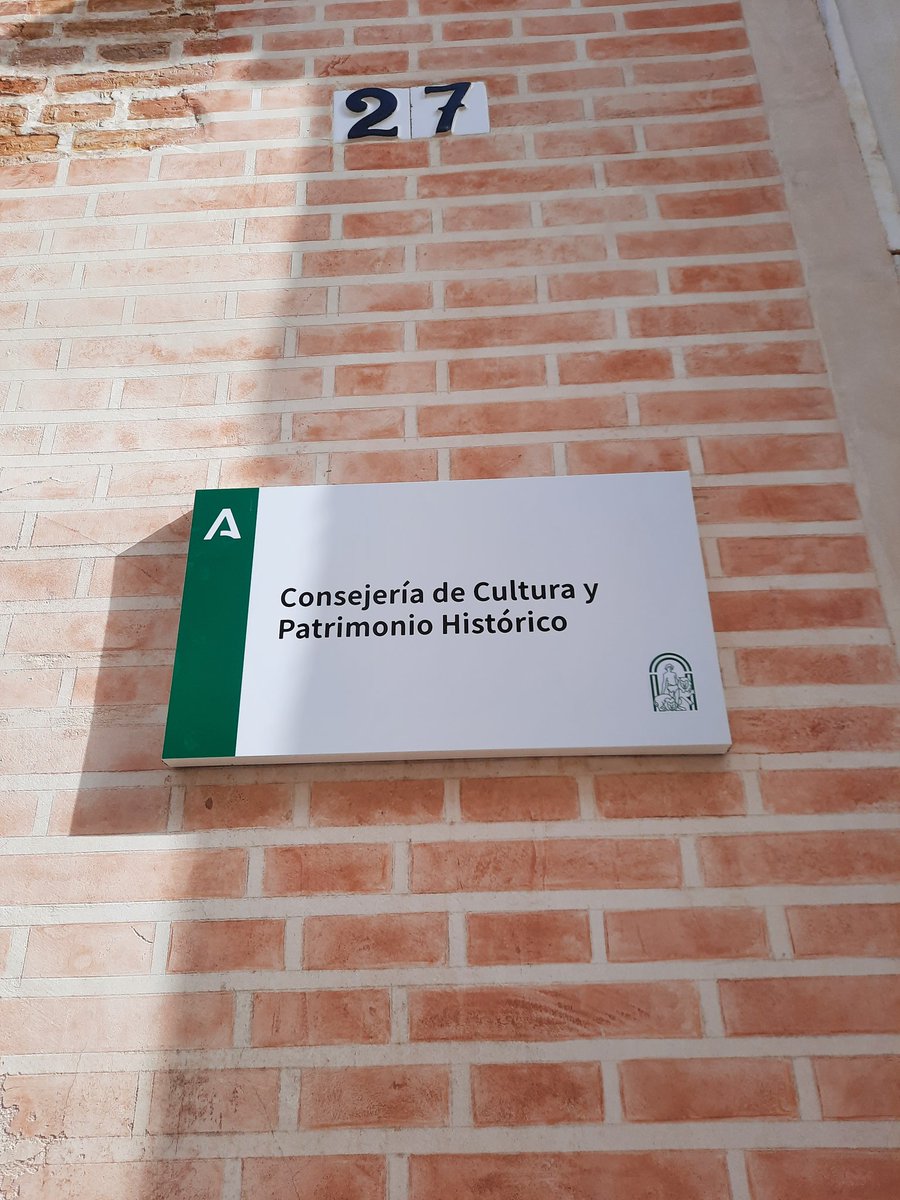 27
A
Consejería de Cultura y
Patrimonio Histórico